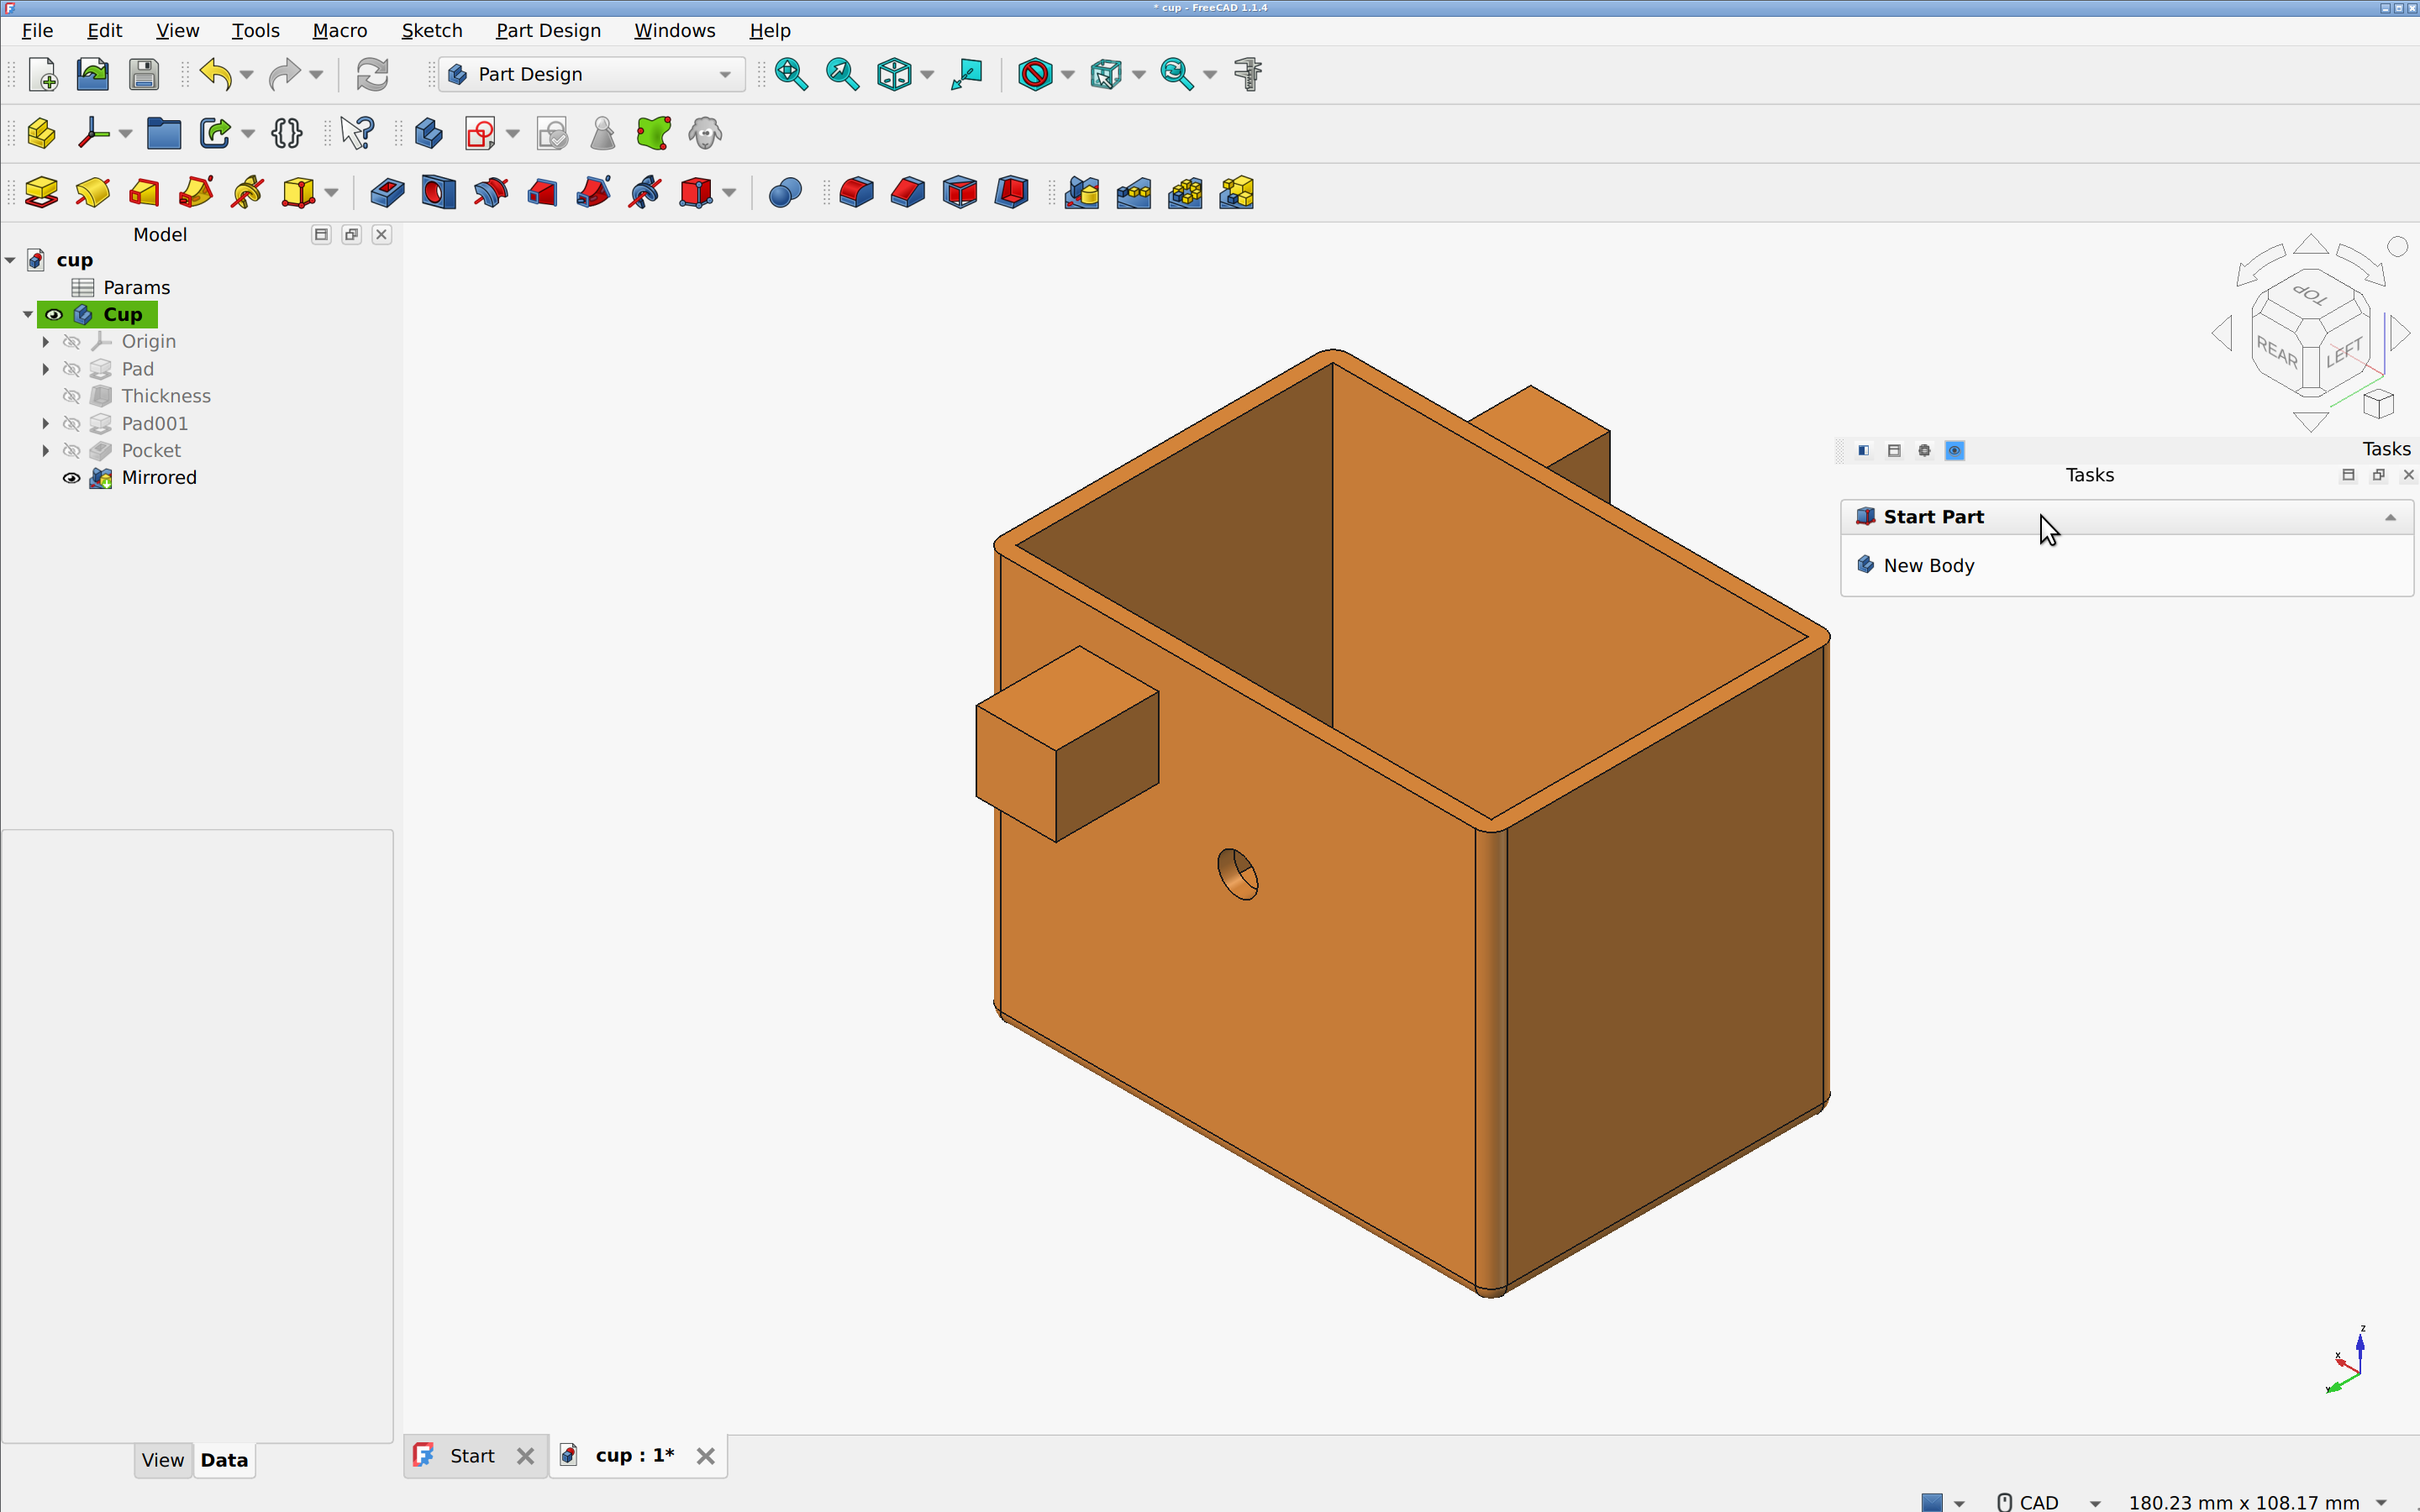 * cup - FreeCAD 1.1.4
File Edit View Tools Macro Sketch Part Design Windows Help
Part Design
Model
cup
Params
Cup
Origin
Pad
Thickness
Pad001
Pocket
Mirrored
TOP
REAR
LEFT
Tasks
Tasks
Start Part
New Body
z
x
y
View Data
Start
cup : 1*
CAD
180.23 mm x 108.17 mm